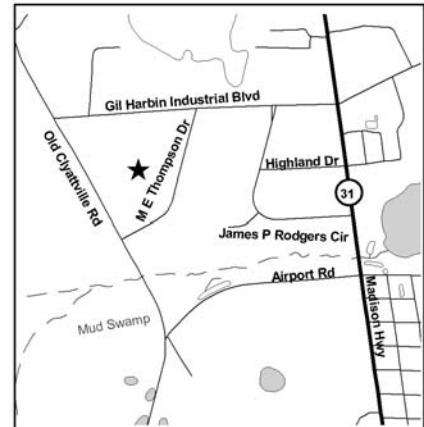 Gil Harbin Industrial Blvd
Old Clyattville Rd
M E Thompson Dr
Highland Dr
31
James P Rodgers Cir
Airport Rd
Madison Hwy
Mud Swamp